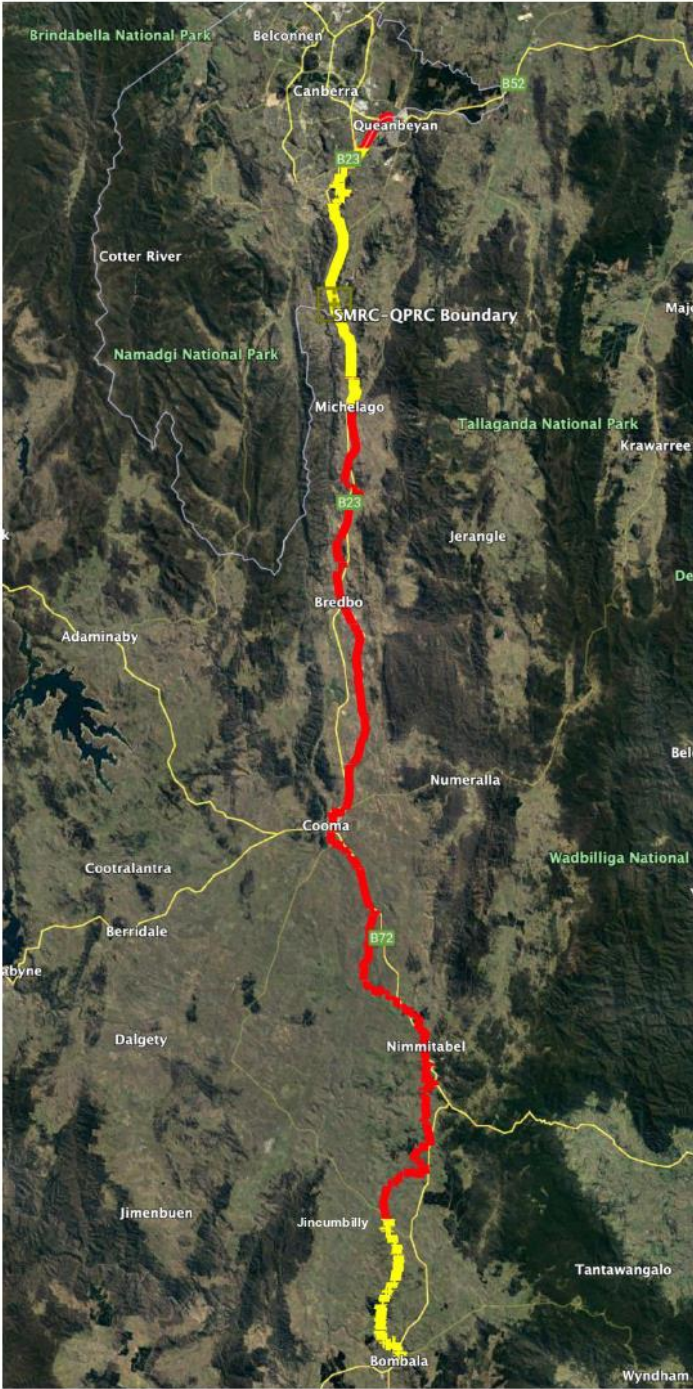 Brindabella National Park
Belconnen
B52
Canberra
Queanbeyan
B23
Cotter River
SMRC-QPRC Boundary
Majo
Namadgi National Park
Michelago
Tallaganda National Park
Krawarree
B23
k
Jerangle
De
Bredbo
Adaminaby
Bel
Numeralla
Cooma
Cootralantra
Wadbilliga National
Berridale
B72
abyne
Dalgety
Nimmitabel
Jimenbuen
Jincumbilly
Tantawangalo
Bombala
Wyndham